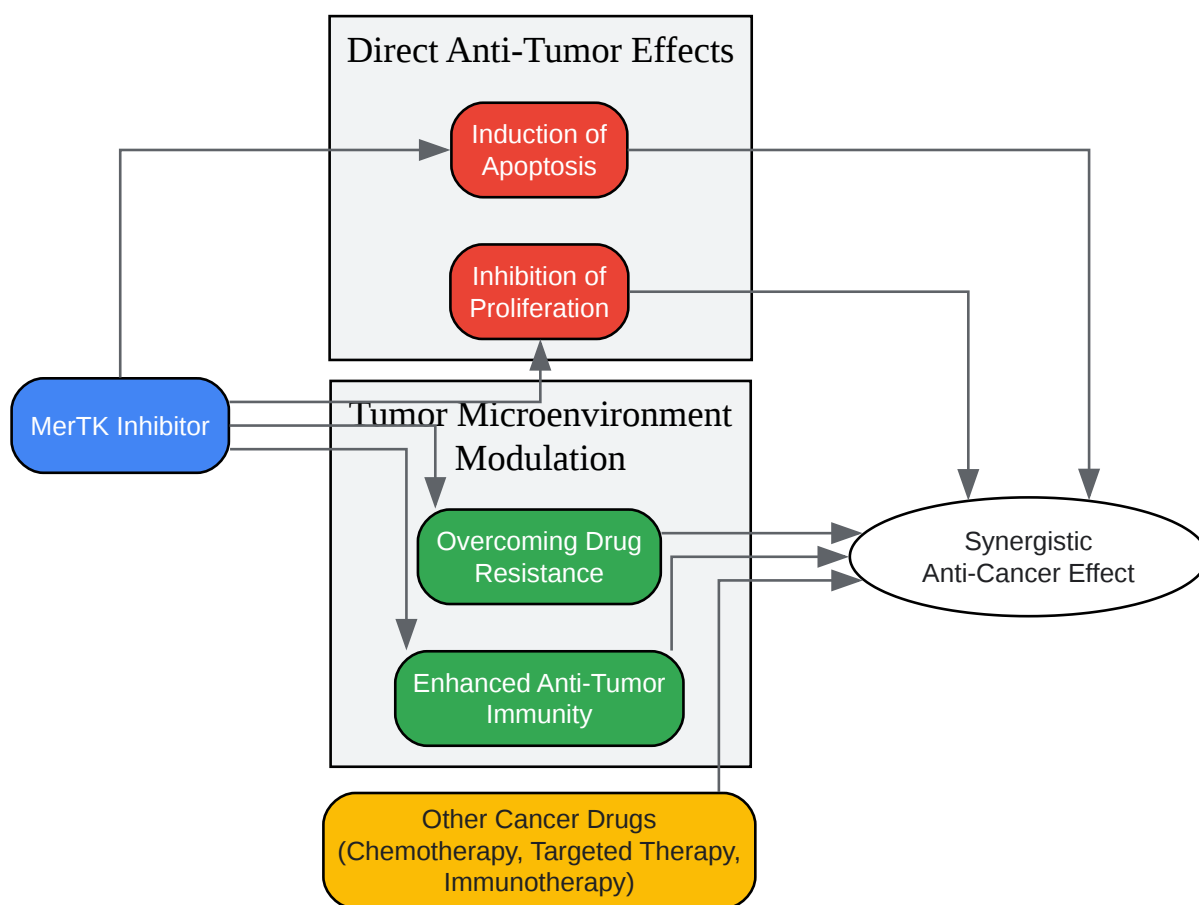 Direct Anti-Tumor Effects
Induction of
Apoptosis
Inhibition of
Proliferation
MerTK Inhibitor
Tumor Microenvironment
Modulation
Overcoming Drug
Resistance
Enhanced Anti-Tumor
Immunity
Synergistic
Anti-Cancer Effect
Other Cancer Drugs
(Chemotherapy, Targeted Therapy,
Immunotherapy)